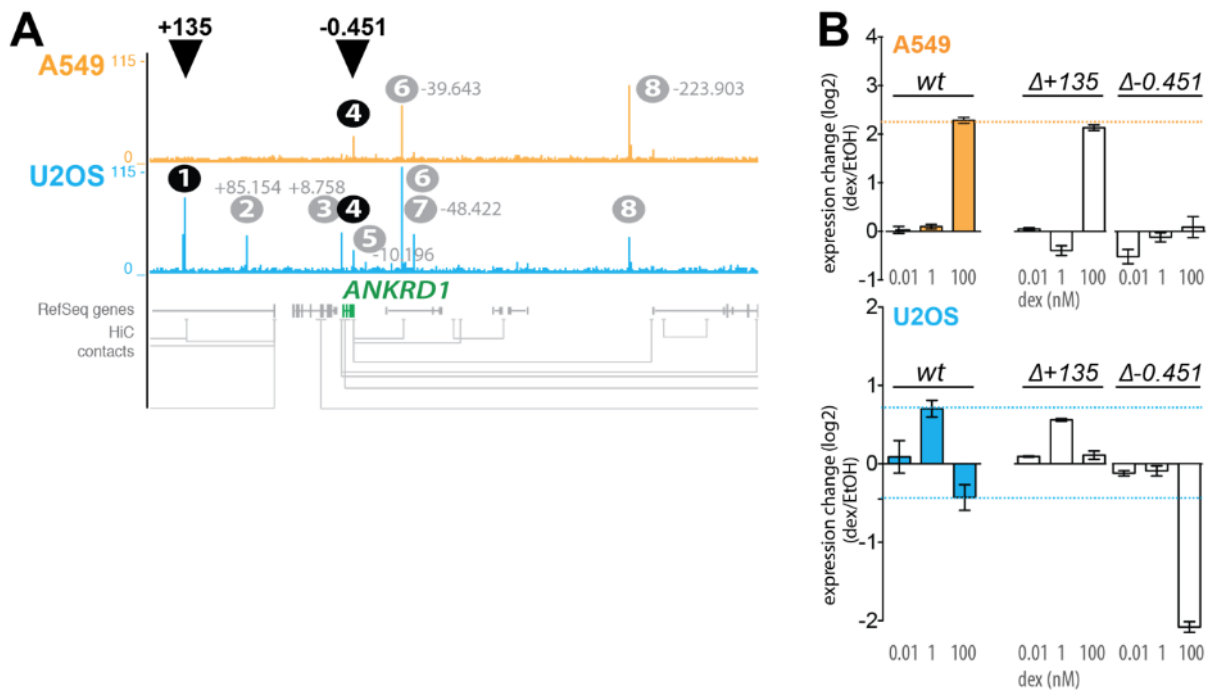 A
+135
-0.451
A549
115
6
-39.643
8
-223.903
4
0
U2OS
115
1
+85.154
+8.758
6
2
3
4
7
-48.422
8
5
-10.196
0
ANKRD1
RefSeq genes
HiC
contacts
B
A549
4
3
2
1
0
-1
expression change (log2)
(dex/EtOH)
wt
Δ+135
Δ-0.451
0.01 1 100
0.01 1 100
0.01 1 100
dex (nM)
U2OS
2
1
0
-1
-2
expression change (log2)
(dex/EtOH)
wt
Δ+135
Δ-0.451
0.01 1 100
0.01 1 100
0.01 1 100
dex (nM)